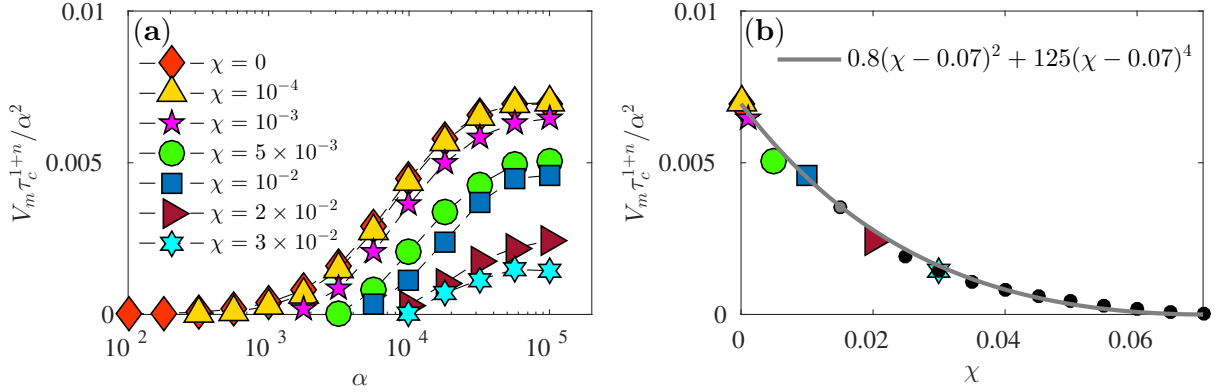 (a)
0.01
0.005
0
V_m τ_c^{1+n}/α^2
χ = 0
χ = 10^{-4}
χ = 10^{-3}
χ = 5 × 10^{-3}
χ = 10^{-2}
χ = 2 × 10^{-2}
χ = 3 × 10^{-2}
10^2 10^3 10^4 10^5
α
(b)
0.01
0.005
0
V_m τ_c^{1+n}/α^2
0.8(χ − 0.07)^2 + 125(χ − 0.07)^4
0 0.02 0.04 0.06
χ